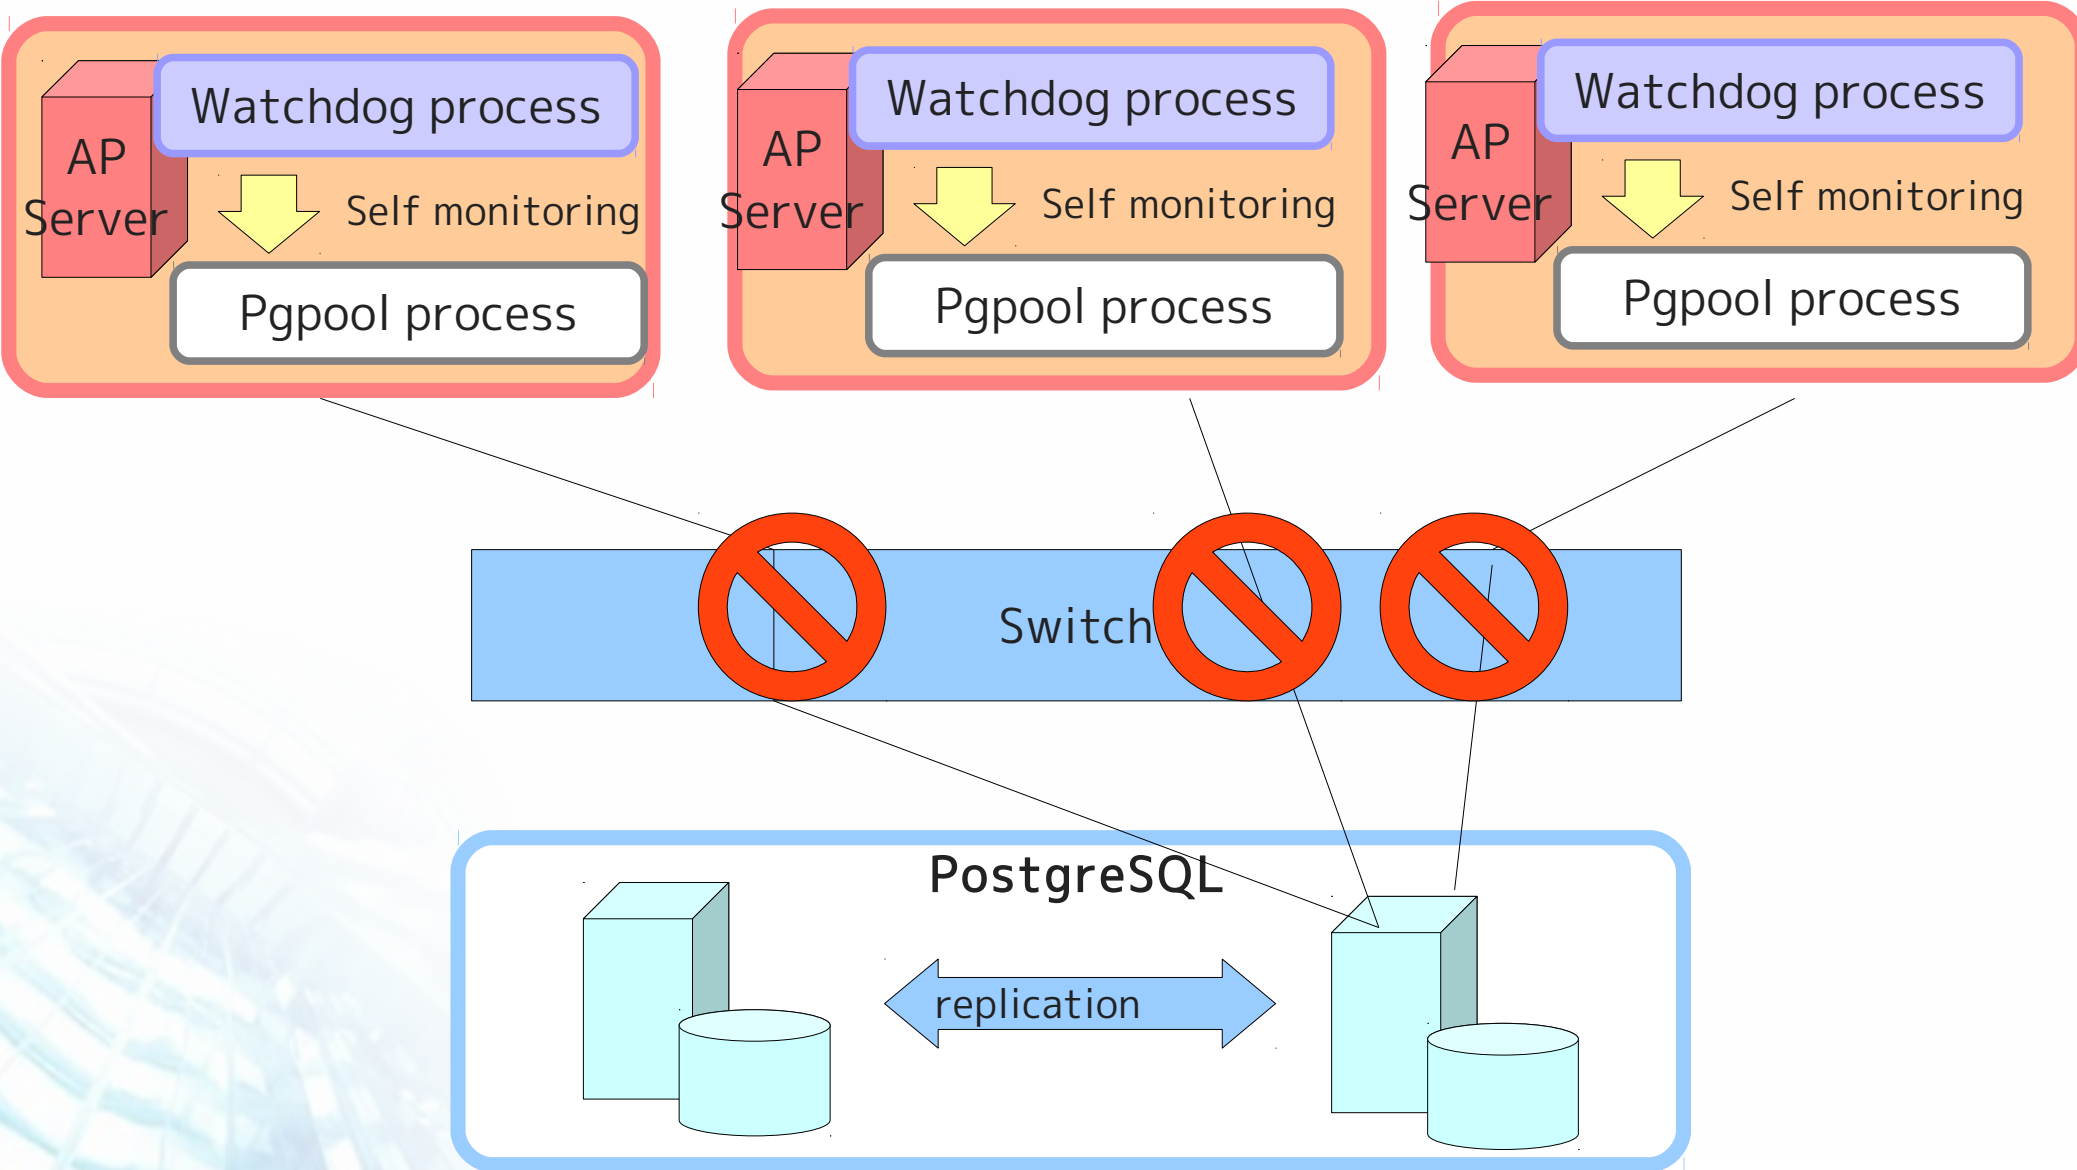 Watchdog process
AP
Server
Self monitoring
Pgpool process
Watchdog process
AP
Server
Self monitoring
Pgpool process
Watchdog process
AP
Server
Self monitoring
Pgpool process
Switch
PostgreSQL
replication